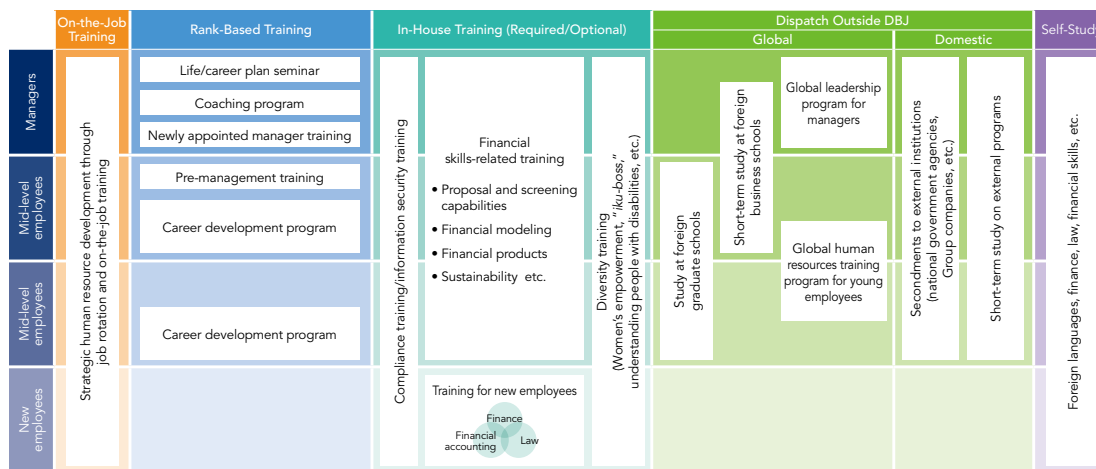 On-the-Job
Training
Rank-Based Training
In-House Training (Required/Optional)
Dispatch Outside DBJ
Global
Domestic
Self-Study
Managers
Mid-level
employees
Mid-level
employees
New
employees
Strategic human resource development through
job rotation and on-the-job training
Life/career plan seminar
Coaching program
Newly appointed manager training
Pre-management training
Career development program
Career development program
Compliance training/information security training
Financial
skills-related training
• Proposal and screening
capabilities
• Financial modeling
• Financial products
• Sustainability etc.
Training for new employees
Finance
Financial
accounting
Law
Diversity training
(Women's empowerment, "iku-boss,"
understanding people with disabilities, etc.)
Study at foreign
graduate schools
Short-term study at foreign
business schools
Global leadership
program for
managers
Global human
resources training
program for young
employees
Secondments to external institutions
(national government agencies,
Group companies, etc.)
Short-term study on external programs
Foreign languages, finance, law, financial skills, etc.